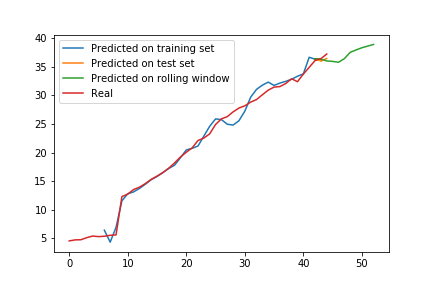 Predicted on training set
Predicted on test set
Predicted on rolling window
Real
40
35
30
25
20
15
10
5
0 10 20 30 40 50